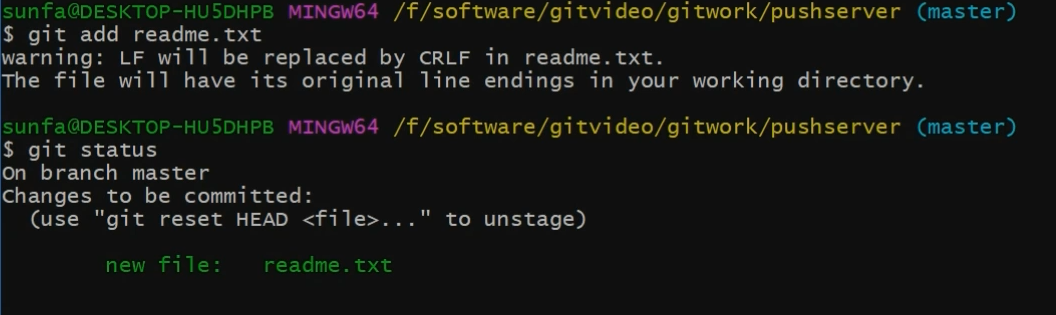 sunfa@DESKTOP-HU5DHPB MINGW64 /f/software/gitvideo/gitwork/pushserver (master)
$ git add readme.txt
warning: LF will be replaced by CRLF in readme.txt.
The file will have its original line endings in your working directory.
sunfa@DESKTOP-HU5DHPB MINGW64 /f/software/gitvideo/gitwork/pushserver (master)
$ git status
On branch master
Changes to be committed:
(use "git reset HEAD <file>..." to unstage)
new file: readme.txt